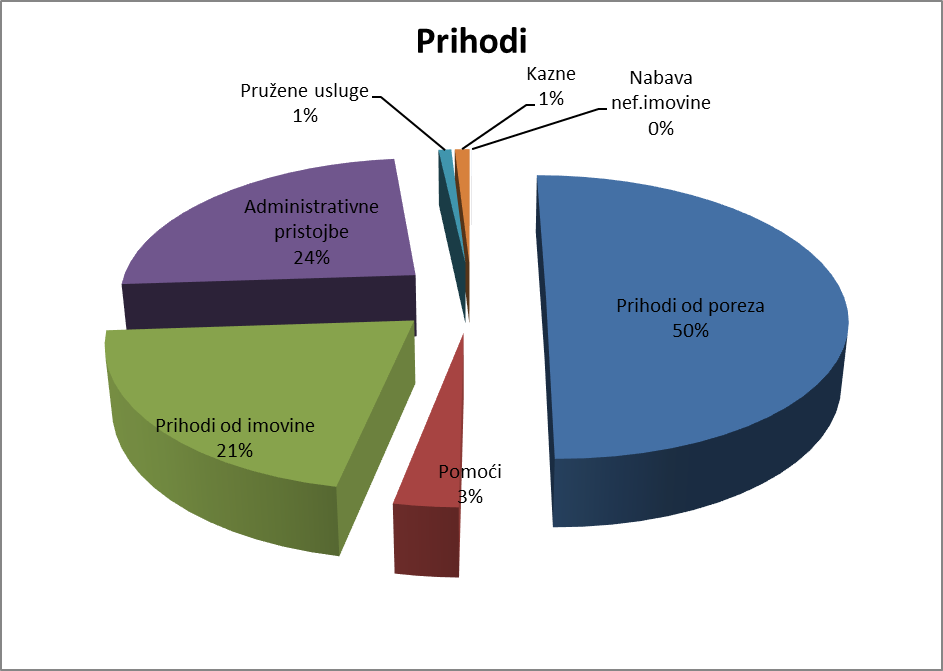 Prihodi
Pružene usluge
1%
Kazne
1%
Nabava
nef.imovine
0%
Administrativne
pristojbe
24%
Prihodi od poreza
50%
Prihodi od imovine
21%
Pomoći
3%